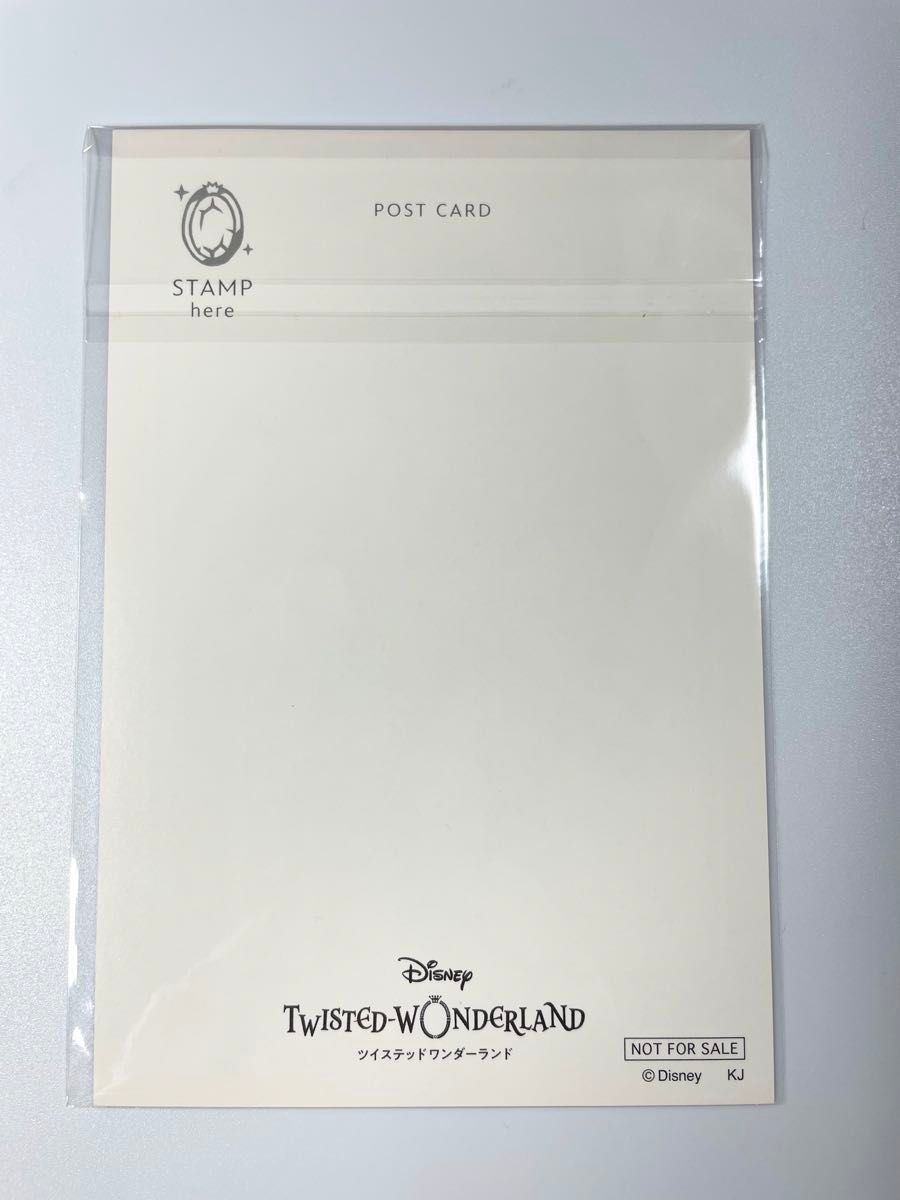 POST CARD
STAMP
here
Disney
TWISTED-WONDERLAND
ツイステッドワンダーランド
NOT FOR SALE
©Disney KJ